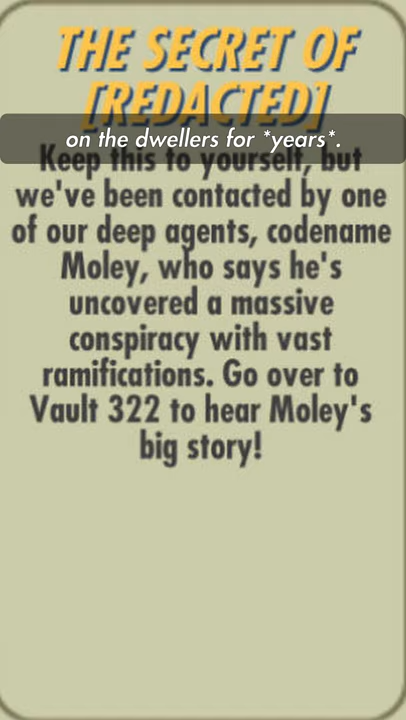 THE SECRET OF
[REDACTED]
on the dwellers for *years*.
Keep this to yourself, but
we've been contacted by one
of our deep agents, codename
Moley, who says he's
uncovered a massive
conspiracy with vast
ramifications. Go over to
Vault 322 to hear Moley's
big story!